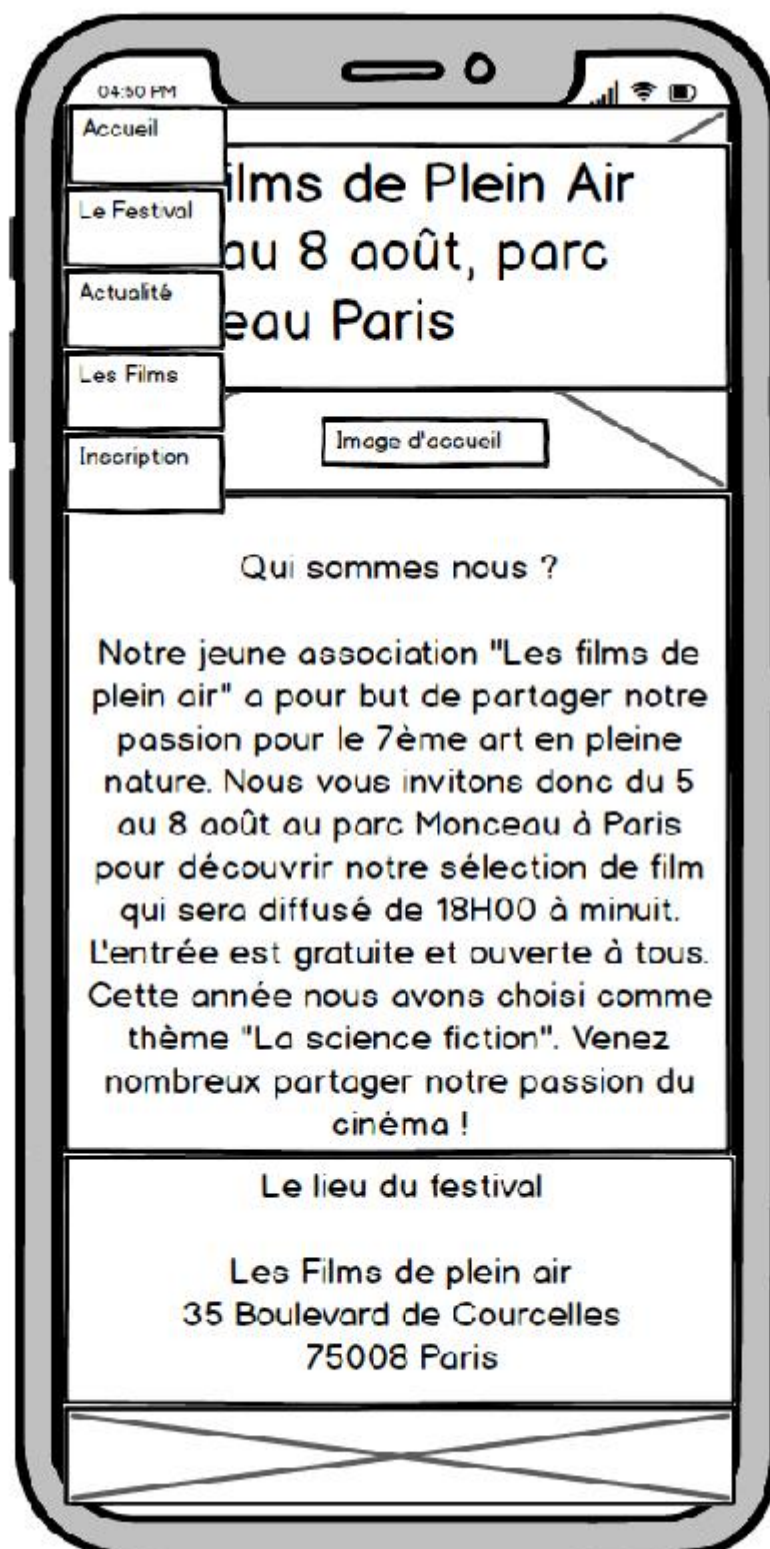 04:50 PM
Accueil
Le Festival
Actualité
Les Films
Inscription
ilms de Plein Air
au 8 août, parc
eau Paris
Image d'accueil
Qui sommes nous ?
Notre jeune association "Les films de
plein air" a pour but de partager notre
passion pour le 7ème art en pleine
nature. Nous vous invitons donc du 5
au 8 août au parc Monceau à Paris
pour découvrir notre sélection de film
qui sera diffusé de 18H00 à minuit.
L'entrée est gratuite et ouverte à tous.
Cette année nous avons choisi comme
thème "La science fiction". Venez
nombreux partager notre passion du
cinéma !
Le lieu du festival
Les Films de plein air
35 Boulevard de Courcelles
75008 Paris